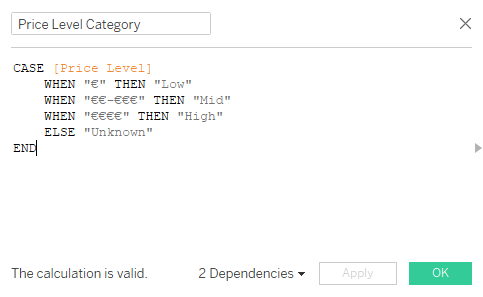 Price Level Category
CASE [Price Level]
WHEN "€" THEN "Low"
WHEN "€€-€€€" THEN "Mid"
WHEN "€€€€" THEN "High"
ELSE "Unknown"
END
The calculation is valid. 2 Dependencies Apply OK